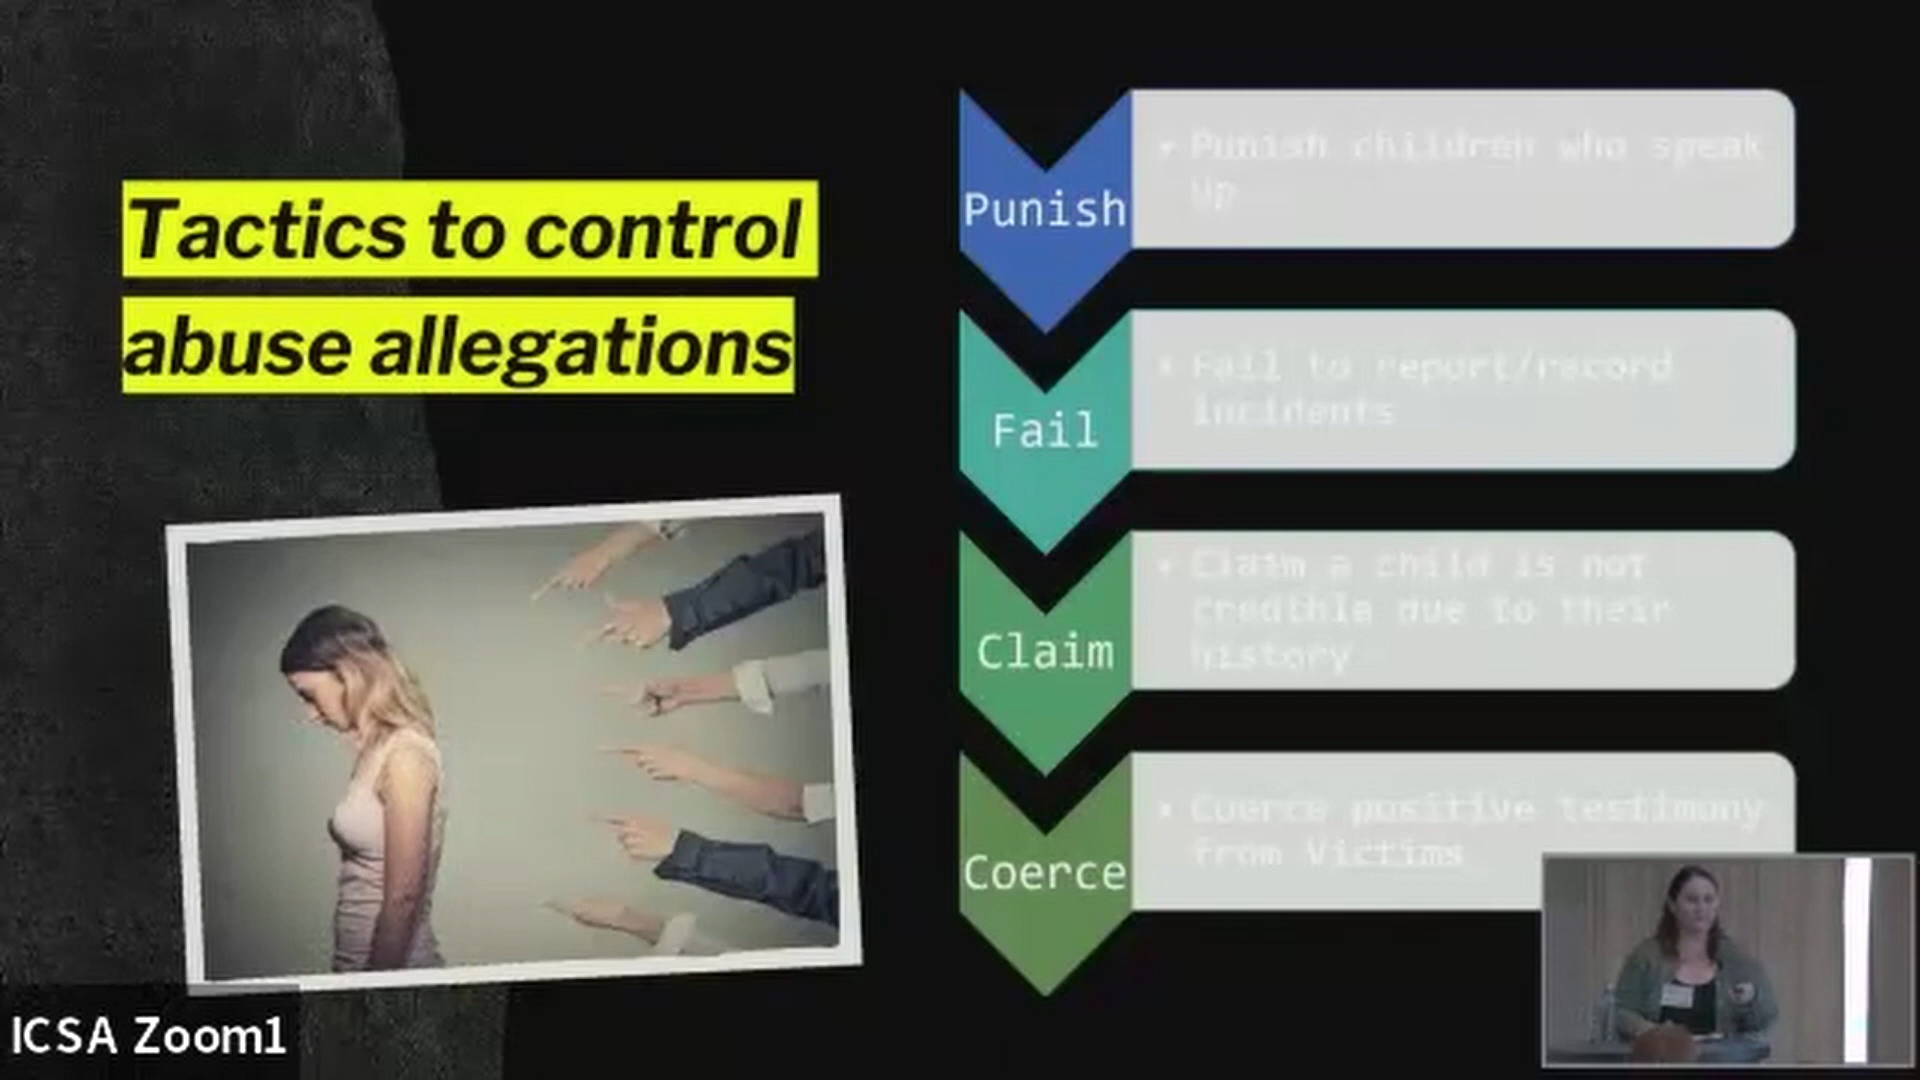 Tactics to control
abuse allegations
Punish
• Punish children who speak
up
Fail
• Fail to report/record
incidents
Claim
• Claim a child is not
credible due to their
history
Coerce
• Coerce positive testimony
from Victims
ICSA Zoom1